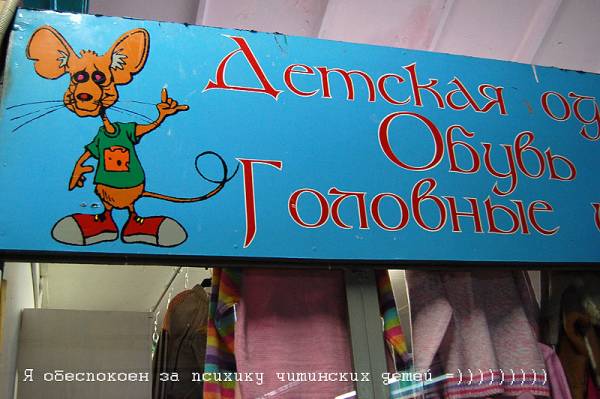 Детская од
Обувь
Головные
Я обеспокоен за психику читинских детей =)))))))))